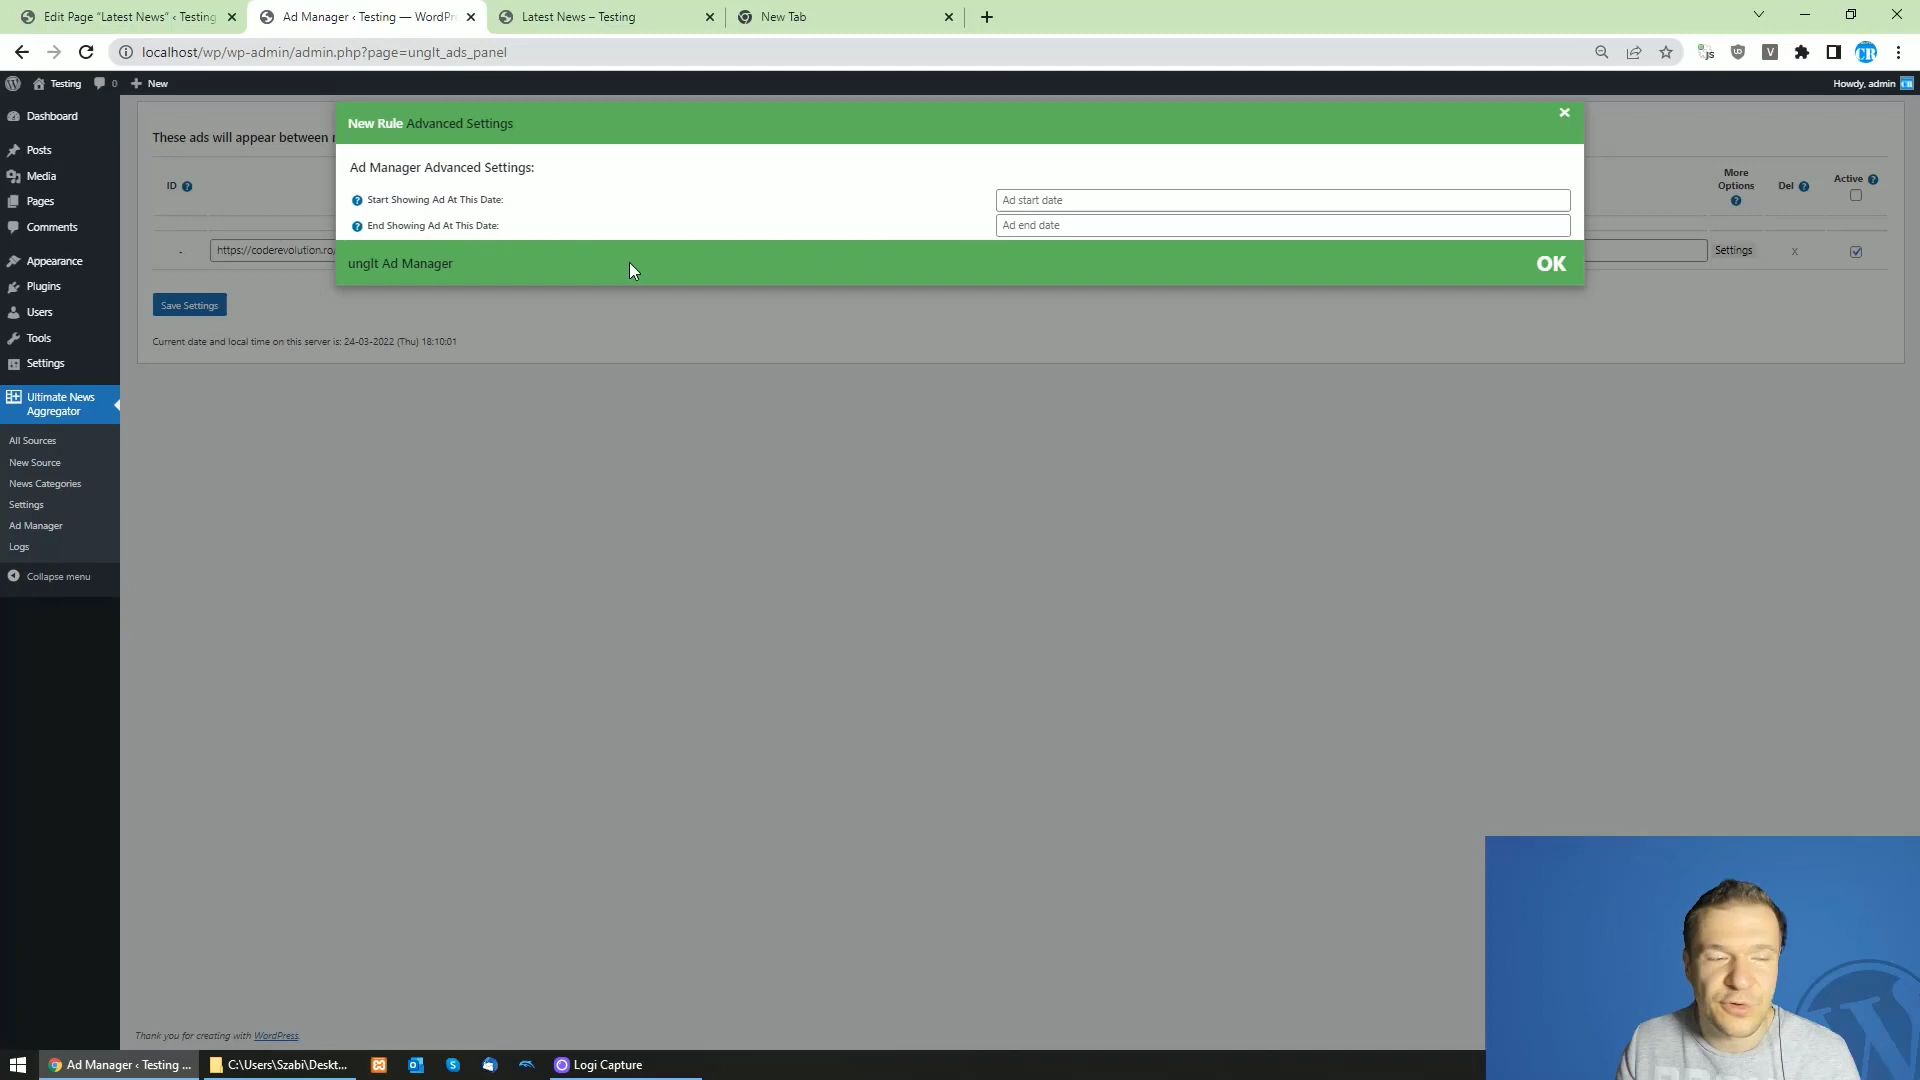 Edit Page “Latest News” ‹ Testing
Ad Manager ‹ Testing — WordPr
Latest News – Testing
New Tab
localhost/wp/wp-admin/admin.php?page=unglt_ads_panel
Testing
0
New
Howdy, admin
Dashboard
Posts
Media
Pages
Comments
Appearance
Plugins
Users
Tools
Settings
Ultimate News
Aggregator
All Sources
New Source
News Categories
Settings
Ad Manager
Logs
Collapse menu
These ads will appear between
ID
More
Options
Del
Active
-
https://coderevolution.ro/
Settings
X
Save Settings
Current date and local time on this server is: 24-03-2022 (Thu) 18:10:01
New Rule Advanced Settings
Ad Manager Advanced Settings:
Start Showing Ad At This Date:
Ad start date
End Showing Ad At This Date:
Ad end date
unglt Ad Manager
OK
Thank you for creating with WordPress.
Ad Manager ‹ Testing ...
C:\Users\Szabi\Deskt...
Logi Capture